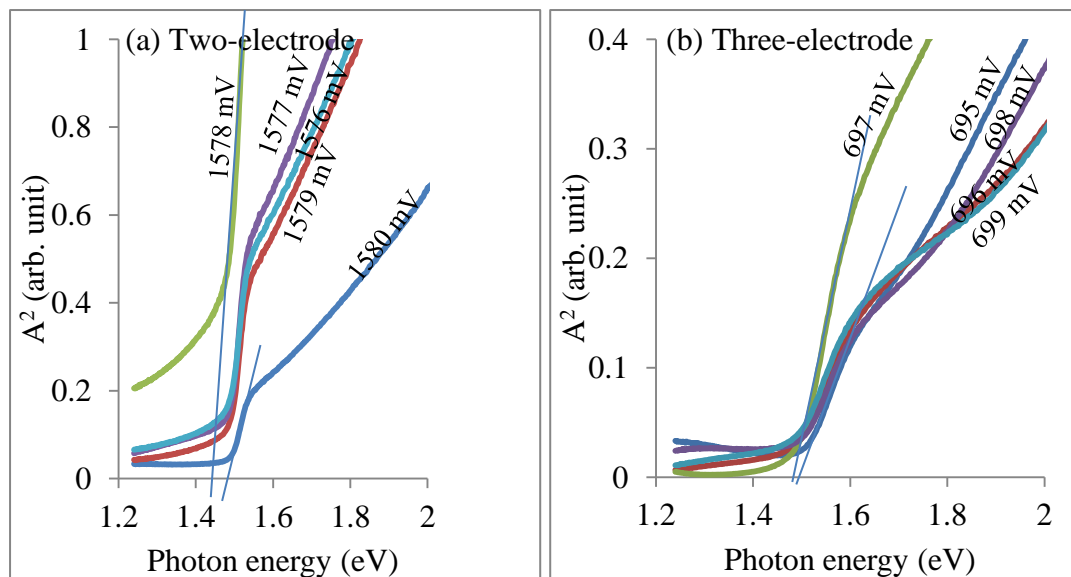 (a) Two-electrode
1
0.8
0.6
0.4
0.2
0
A² (arb. unit)
1578 mV
1577 mV
1576 mV
1579 mV
1580 mV
1.2 1.4 1.6 1.8 2
Photon energy (eV)
(b) Three-electrode
0.4
0.3
0.2
0.1
0
A² (arb. unit)
697 mV
695 mV
698 mV
696 mV
699 mV
1.2 1.4 1.6 1.8 2
Photon energy (eV)